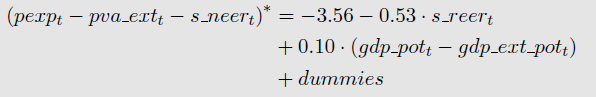 (pexp_t − pva_ext_t − s_neer_t)* = −3.56 − 0.53 · s_reer_t
+ 0.10 · (gdp_pot_t − gdp_ext_pot_t)
+ dummies